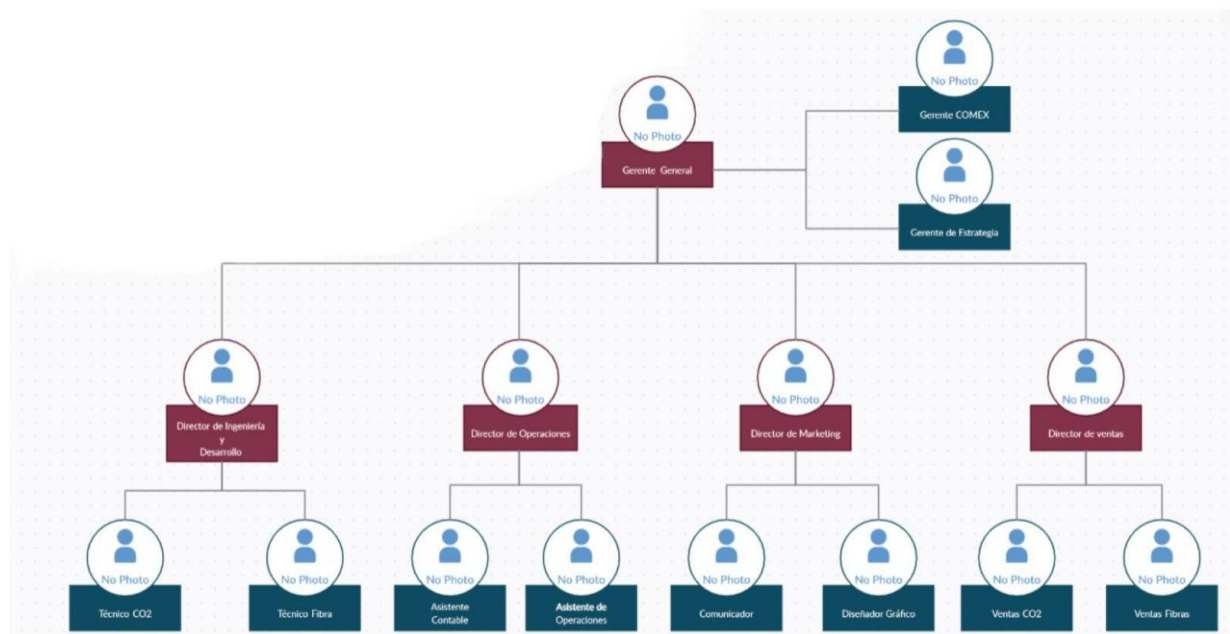 No Photo
Gerente COMEX
No Photo
Gerente General
No Photo
Gerente de Estrategia
No Photo
Director de Ingeniería
y
Desarrollo
No Photo
Director de Operaciones
No Photo
Director de Marketing
No Photo
Director de ventas
No Photo
Técnico CO2
No Photo
Técnico Fibra
No Photo
Asistente
Contable
No Photo
Asistente de
Operaciones
No Photo
Comunicador
No Photo
Diseñador Gráfico
No Photo
Ventas CO2
No Photo
Ventas Fibras